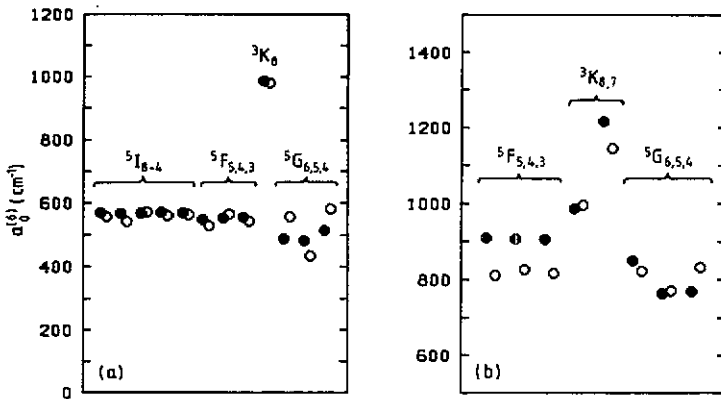 1200
1000
800
600
400
200
0
a₀⁽⁶⁾ (cm⁻¹)
³K₈
⁵I₈₋₄
⁵F₅,₄,₃
⁵G₆,₅,₄
(a)
1400
1200
1000
800
600
³K₈,₇
⁵F₅,₄,₃
⁵G₆,₅,₄
(b)